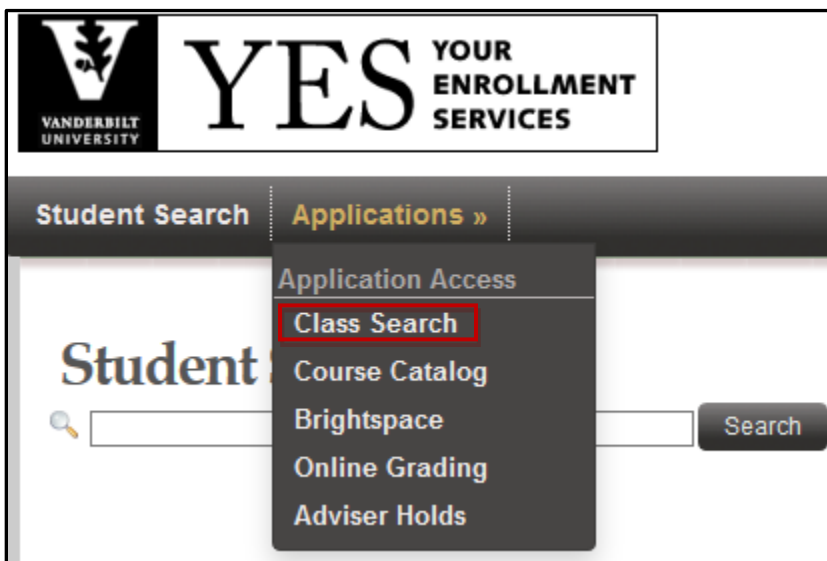 VANDERBILT
UNIVERSITY
YES
YOUR
ENROLLMENT
SERVICES
Student Search
Applications »
Application Access
Class Search
Course Catalog
Brightspace
Online Grading
Adviser Holds
Student
Search